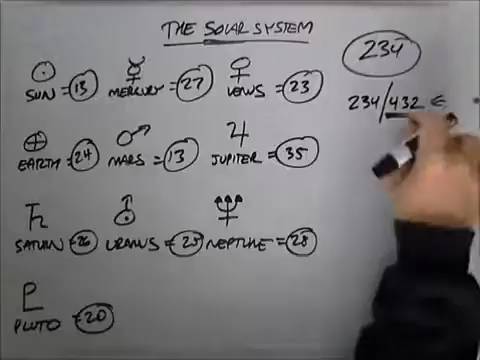 THE SOLAR SYSTEM
234
234/432 ∈
SUN = 13 MERCURY = 27 VENUS = 23
EARTH = 24 MARS = 13 JUPITER = 35
SATURN = 26 URANUS = 25 NEPTUNE = 28
PLUTO = 20